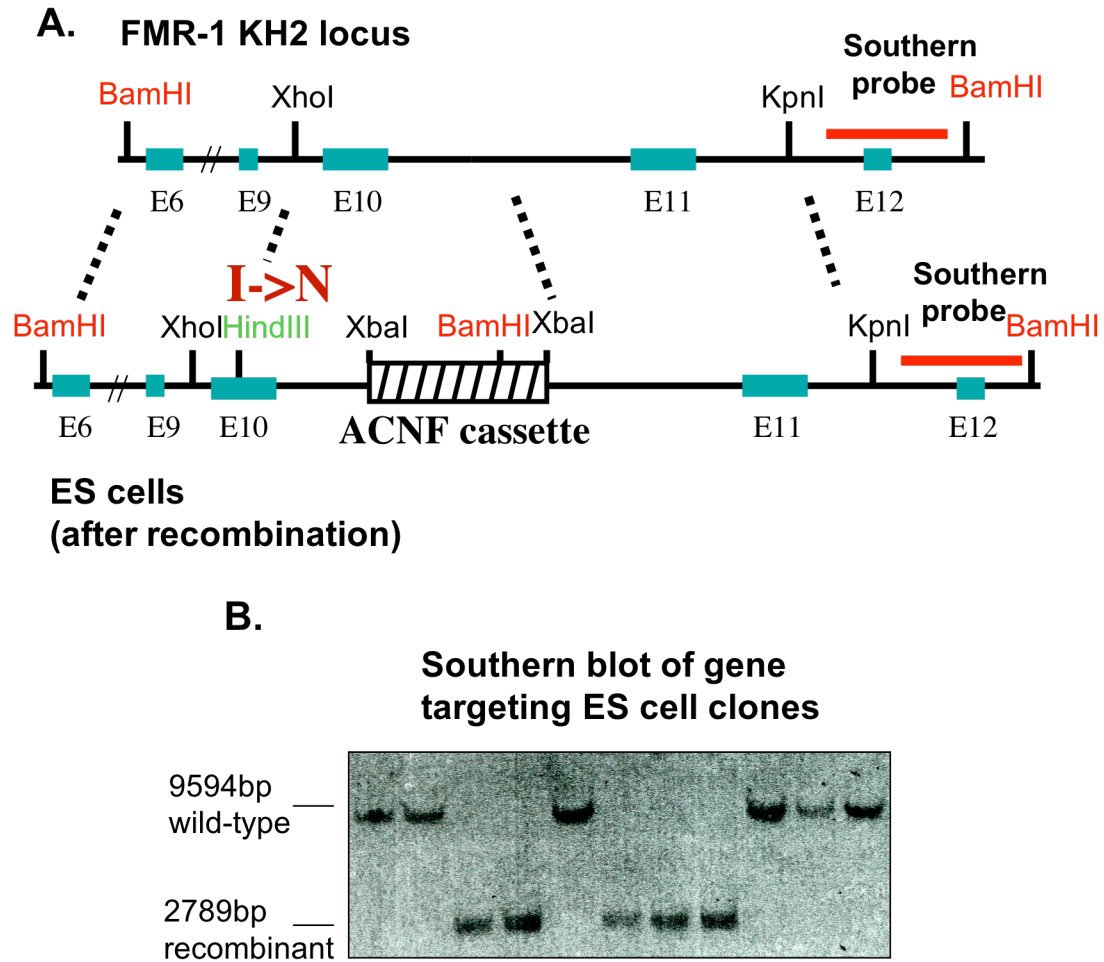 A.
FMR-1 KH2 locus
Southern
probe
BamHI
XhoI
KpnI
BamHI
E6
E9
E10
E11
E12
I->N
Southern
probe
BamHI
XhoI
HindIII
XbaI
BamHI
XbaI
KpnI
BamHI
E6
E9
E10
ACNF cassette
E11
E12
ES cells
(after recombination)
B.
Southern blot of gene
targeting ES cell clones
9594bp
wild-type
2789bp
recombinant